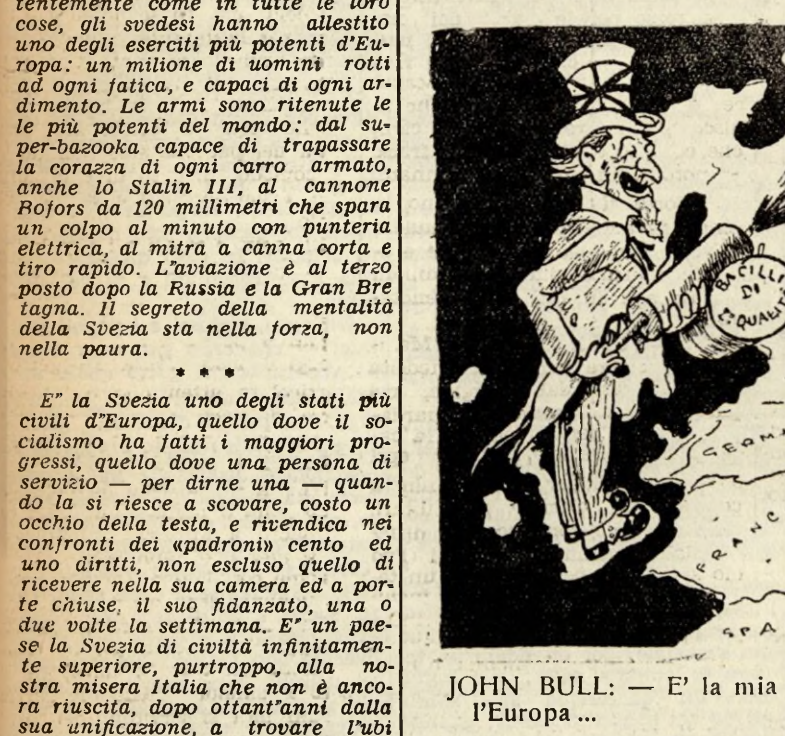 tentemente come in tutte le loro
cose, gli svedesi hanno allestito
uno degli eserciti più potenti d'Eu-
ropa: un milione di uomini rotti
ad ogni fatica, e capaci di ogni ar-
dimento. Le armi sono ritenute le
le più potenti del mondo: dal su-
per-bazooka capace di trapassare
la corazza di ogni carro armato,
anche lo Stalin III, al cannone
Bofors da 120 millimetri che spara
un colpo al minuto con punteria
elettrica, al mitra a canna corta e
tiro rapido. L"aviazione è al terzo
posto dopo la Russia e la Gran Bre
tagna. Il segreto della mentalità
della Svezia sta nella forza, non
nella paura.
* * *
E" la Svezia uno degli stati più
civili d"Europa, quello dove il so-
cialismo ha fatti i maggiori pro-
gressi, quello dove una persona di
servizio — per dirne una — quan-
do la si riesce a scovare, costo un
occhio della testa, e rivendica nei
confronti dei «padroni» cento ed
uno diritti, non escluso quello di
ricevere nella sua camera ed a por-
te chiuse, il suo fidanzato, una o
due volte la settimana. E" un pae-
se la Svezia di civiltà infinitamen-
te superiore, purtroppo, alla no-
stra misera Italia che non è anco-
ra riuscita, dopo ottant"anni dalla
sua unificazione, a trovare l"ubi
BACILLI
DI
1ª QUALITÀ
GERMA
FRANC
SPA
JOHN BULL: — E' la mia
l'Europa ...